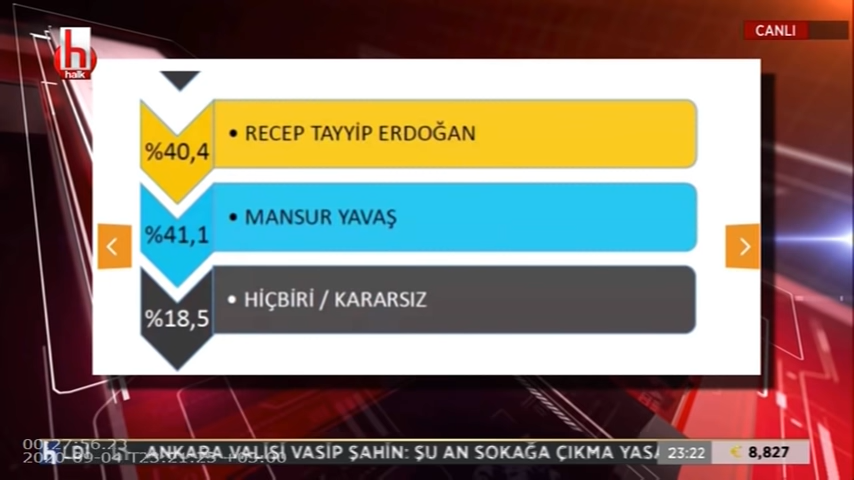 h
halk
CANLI
%40,4
• RECEP TAYYİP ERDOĞAN
%41,1
• MANSUR YAVAŞ
%18,5
• HİÇBİRİ / KARARSIZ
ANKARA VALİSİ VASİP ŞAHİN: ŞU AN SOKAĞA ÇIKMA YASA
23:22
€ 8,827